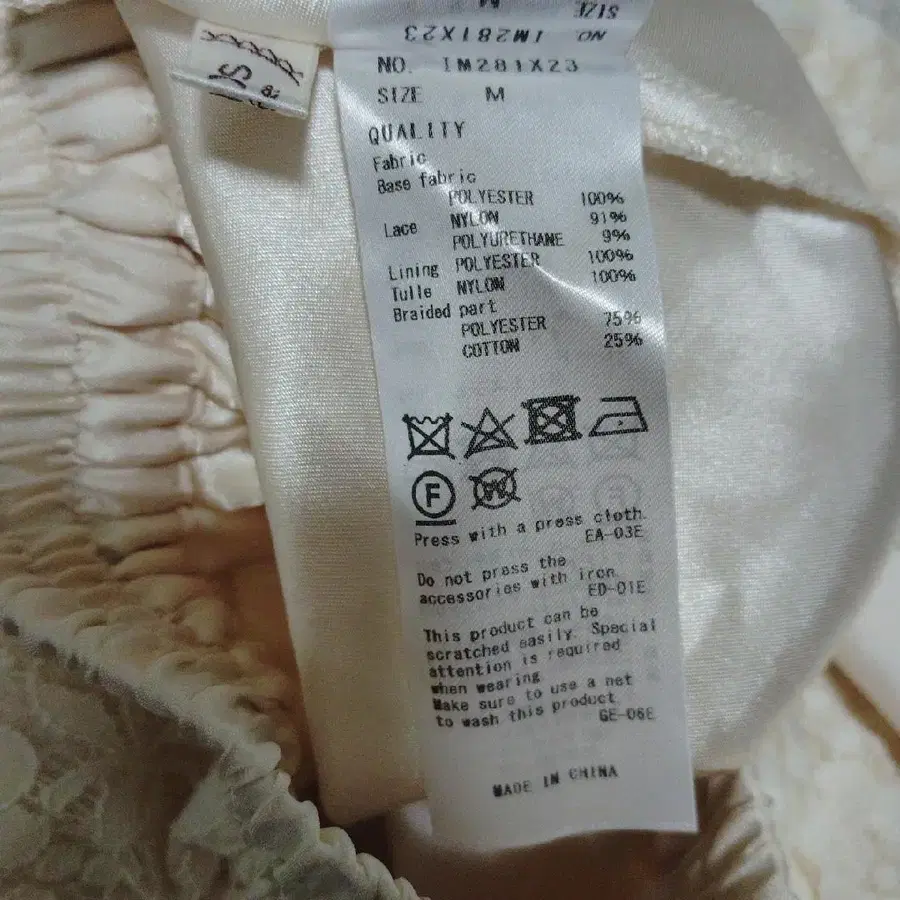 SIZE M
NO. IM281X23
NO. IM281X23
SIZE M
QUALITY
Fabric
Base fabric
POLYESTER 100%
Lace NYLON 91%
POLYURETHANE 9%
Lining POLYESTER 100%
Tulle NYLON 100%
Braided part
POLYESTER 75%
COTTON 25%
F W
Press with a press cloth.
EA-03E
Do not press the
accessories with iron.
ED-01E
This product can be
scratched easily. Special
attention is required
when wearing
Make sure to use a net
to wash this product.
GE-06E
MADE IN CHINA